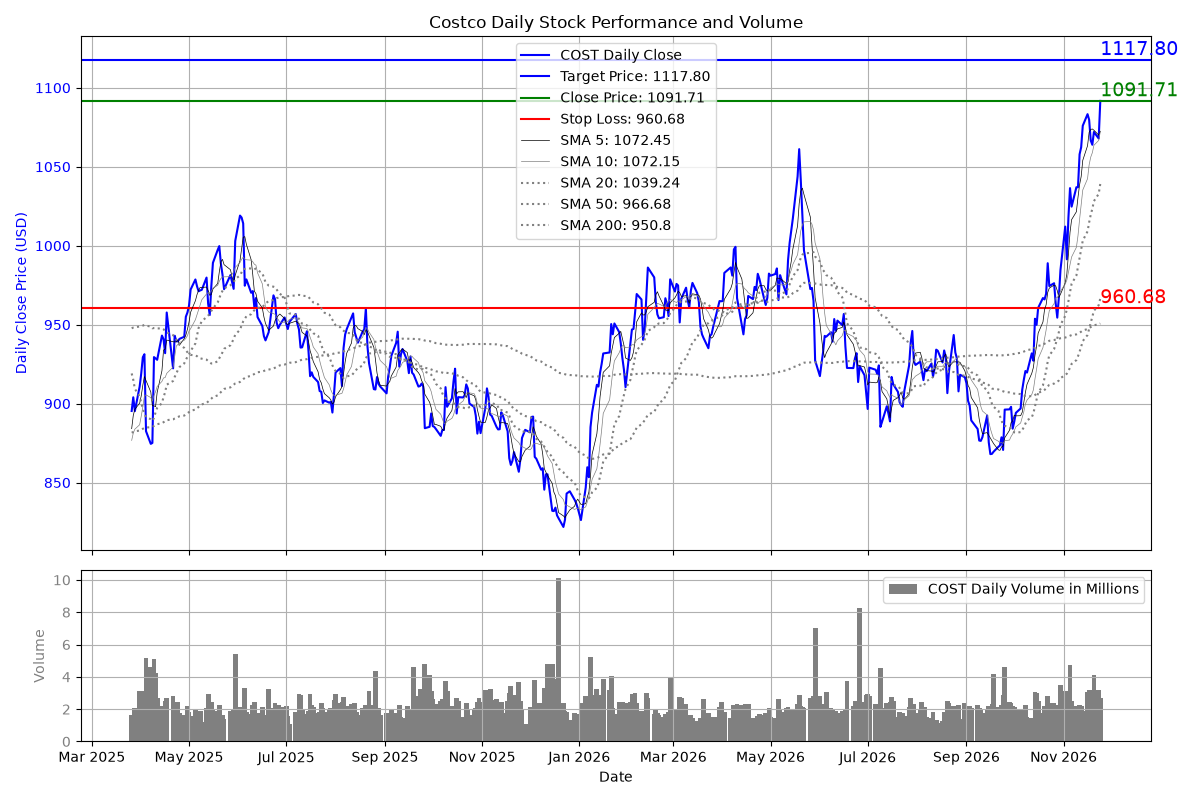 Costco Daily Stock Performance and Volume
COST Daily Close
Target Price: 1117.80
Close Price: 1091.71
Stop Loss: 960.68
SMA 5: 1072.45
SMA 10: 1072.15
SMA 20: 1039.24
SMA 50: 966.68
SMA 200: 950.8
1117.80
1091.71
960.68
Daily Close Price (USD)
1100
1050
1000
950
900
850
COST Daily Volume in Millions
Volume
10
8
6
4
2
0
Mar 2025 May 2025 Jul 2025 Sep 2025 Nov 2025 Jan 2026 Mar 2026 May 2026 Jul 2026 Sep 2026 Nov 2026
Date